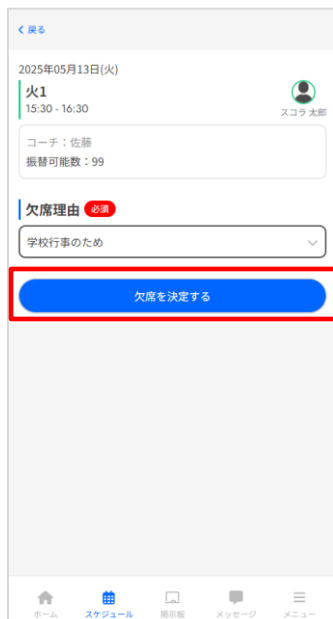 戻る
2025年05月13日(火)
火1
15:30 - 16:30
スコラ 太郎
コーチ：佐藤
振替可能数：99
欠席理由 必須
学校行事のため
欠席を決定する
ホーム スケジュール 掲示板 メッセージ メニュー